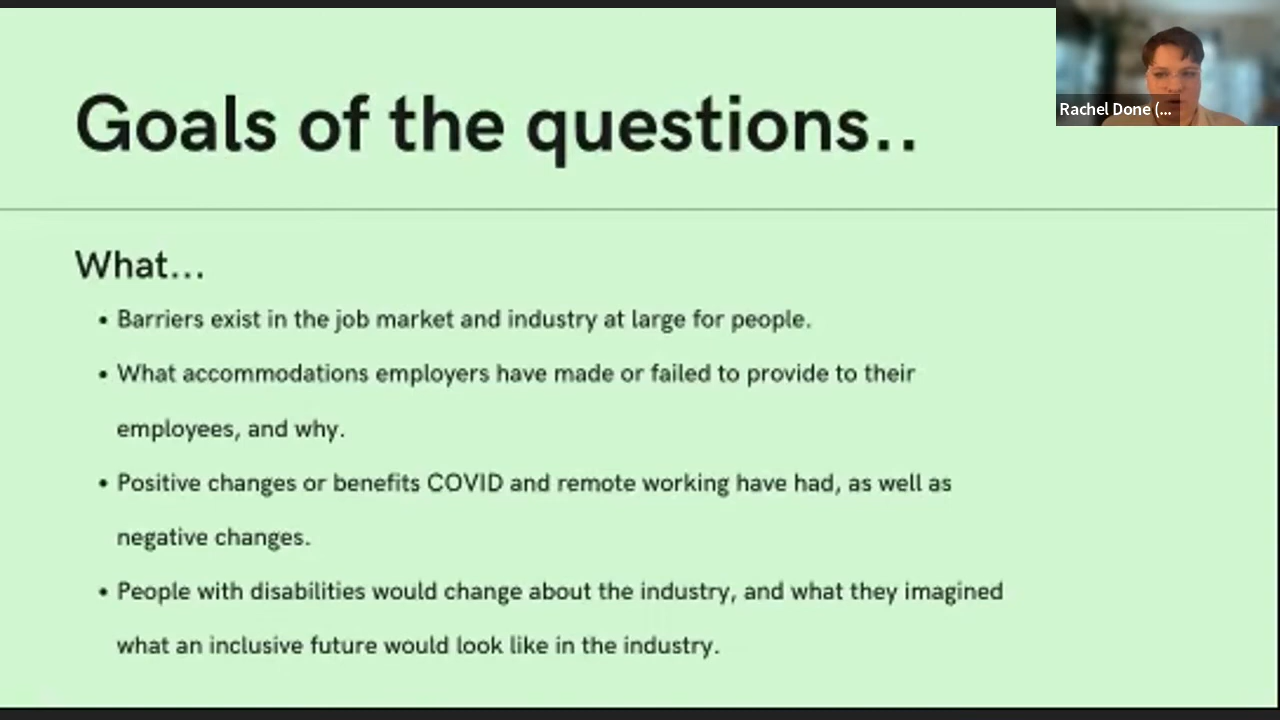 Goals of the questions..
Rachel Done (...
What...
• Barriers exist in the job market and industry at large for people.
• What accommodations employers have made or failed to provide to their
employees, and why.
• Positive changes or benefits COVID and remote working have had, as well as
negative changes.
• People with disabilities would change about the industry, and what they imagined
what an inclusive future would look like in the industry.